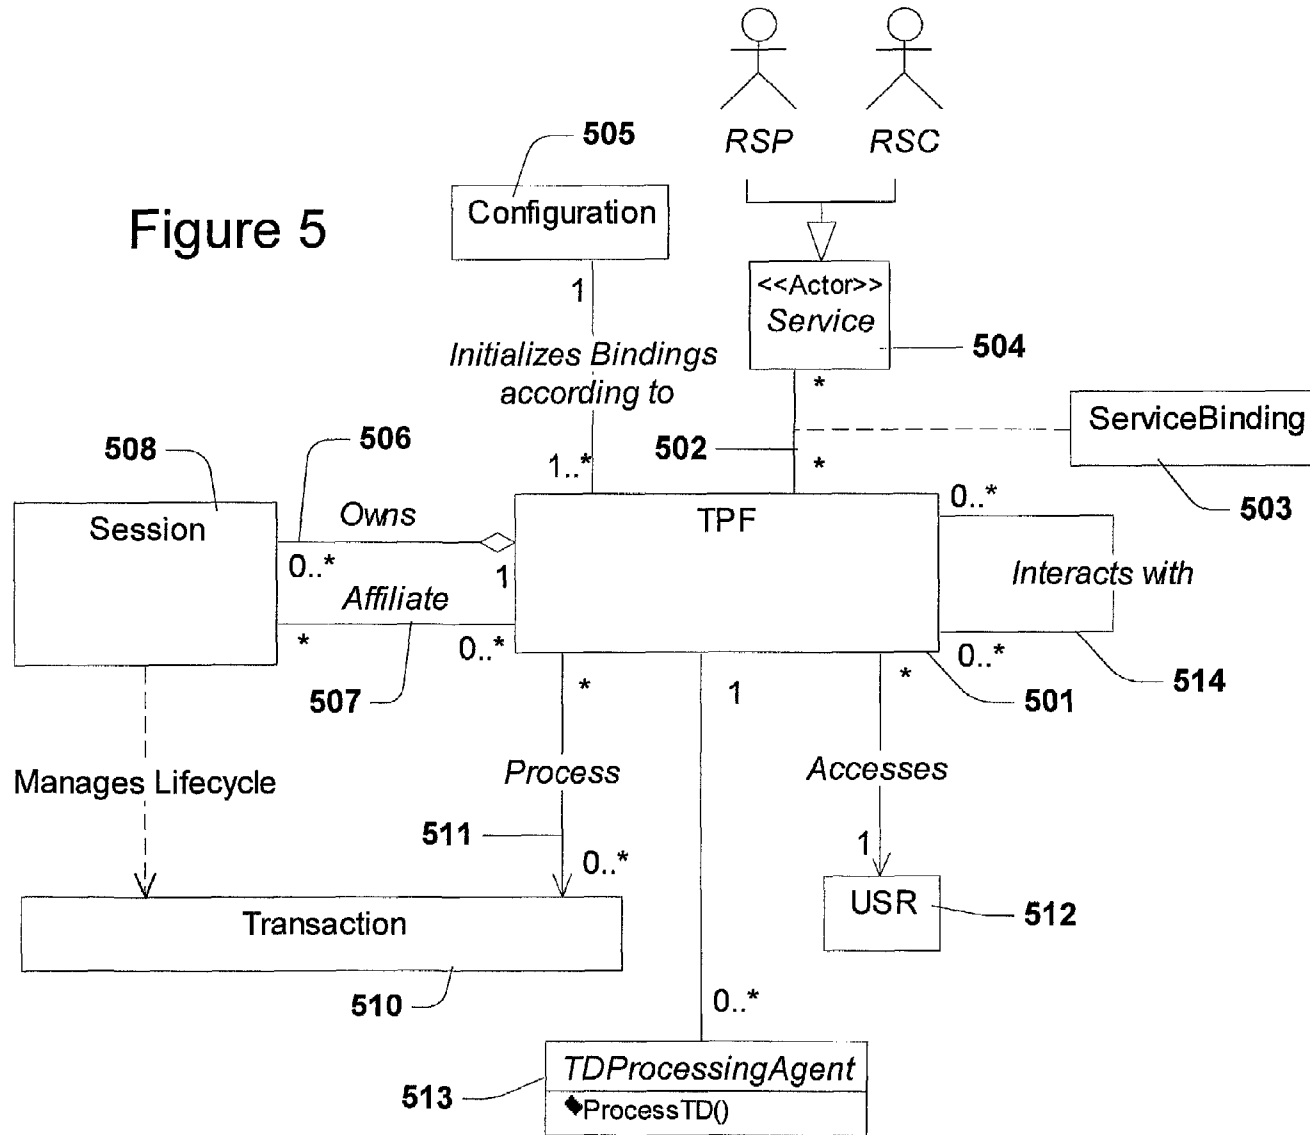 RSP
RSC
505
Configuration
Figure 5
1
<<Actor>>
Service
504
Initializes Bindings
according to
*
ServiceBinding
503
502
*
1..*
508
506
Session
Owns
0..*
1
TPF
0..*
Interacts with
0..*
514
Affiliate
*
0..*
507
501
*
1
*
Manages Lifecycle
Process
Accesses
511
0..*
1
USR
512
Transaction
510
0..*
TDProcessingAgent
513
ProcessTD()